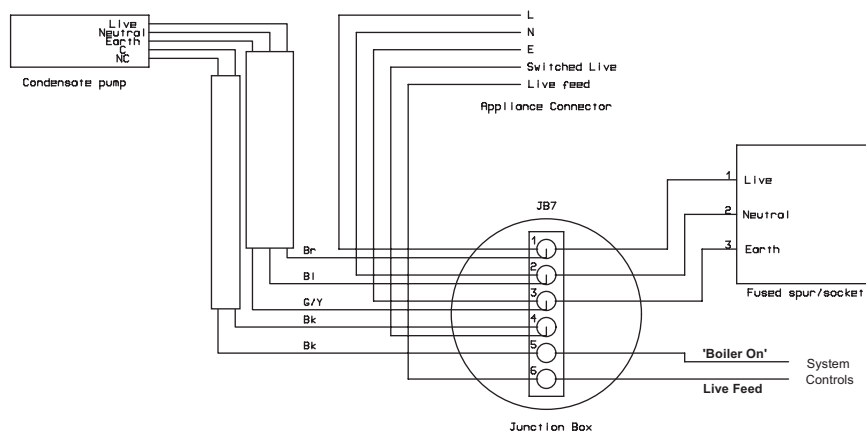 Live
Neutral
Earth
C
NC
Condensate pump
L
N
E
Switched Live
Live feed
Appliance Connector
JB7
1
2
3
4
5
6
Br
Bl
G/Y
Bk
Bk
Junction Box
1 Live
2 Neutral
3 Earth
Fused spur/socket
'Boiler On'
Live Feed
System
Controls